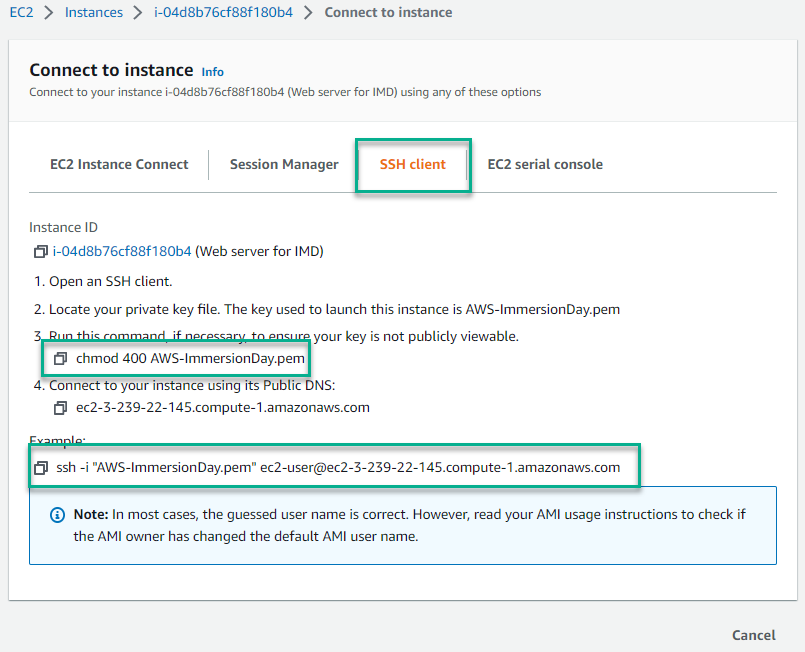 EC2 > Instances > i-04d8b76cf88f180b4 > Connect to instance
Connect to instance Info
Connect to your instance i-04d8b76cf88f180b4 (Web server for IMD) using any of these options
EC2 Instance Connect Session Manager SSH client EC2 serial console
Instance ID
i-04d8b76cf88f180b4 (Web server for IMD)
1. Open an SSH client.
2. Locate your private key file. The key used to launch this instance is AWS-ImmersionDay.pem
3. Run this command, if necessary, to ensure your key is not publicly viewable.
chmod 400 AWS-ImmersionDay.pem
4. Connect to your instance using its Public DNS:
ec2-3-239-22-145.compute-1.amazonaws.com
Example:
ssh -i "AWS-ImmersionDay.pem" ec2-user@ec2-3-239-22-145.compute-1.amazonaws.com
Note: In most cases, the guessed user name is correct. However, read your AMI usage instructions to check if
the AMI owner has changed the default AMI user name.
Cancel